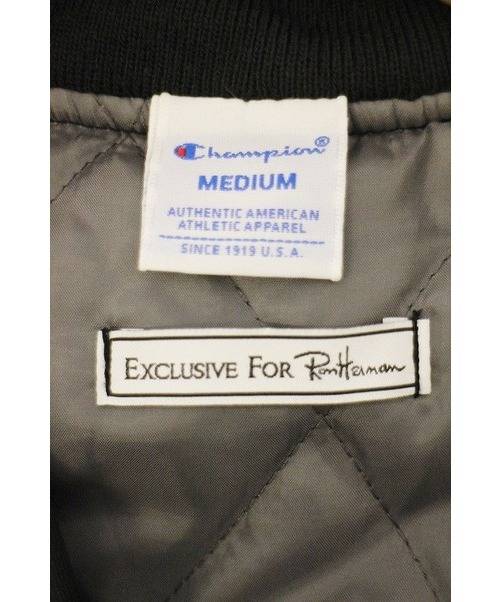 Champion®
MEDIUM
AUTHENTIC AMERICAN
ATHLETIC APPAREL
SINCE 1919 U.S.A.
EXCLUSIVE FOR Ron Herman